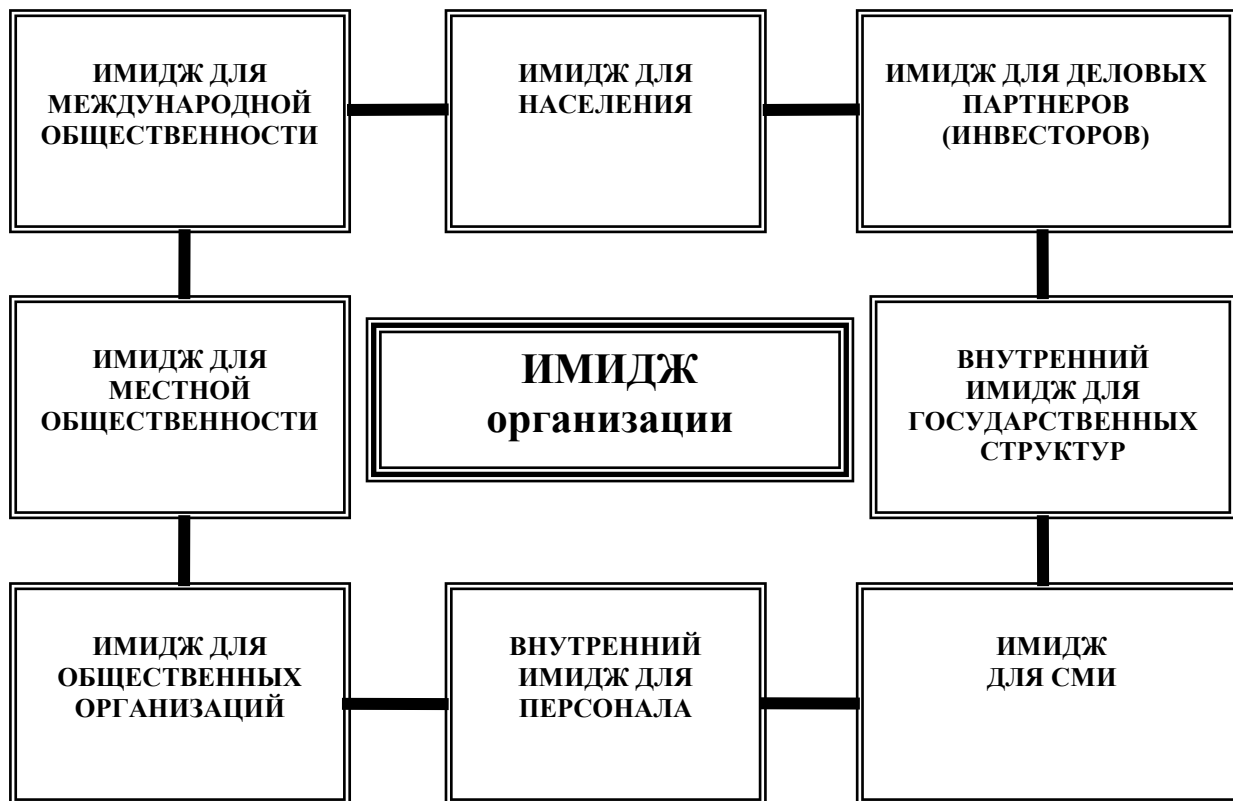 ИМИДЖ ДЛЯ
МЕЖДУНАРОДНОЙ
ОБЩЕСТВЕННОСТИ
ИМИДЖ ДЛЯ
НАСЕЛЕНИЯ
ИМИДЖ ДЛЯ ДЕЛОВЫХ
ПАРТНЕРОВ
(ИНВЕСТОРОВ)
ИМИДЖ ДЛЯ
МЕСТНОЙ
ОБЩЕСТВЕННОСТИ
ИМИДЖ
организации
ВНУТРЕННИЙ
ИМИДЖ ДЛЯ
ГОСУДАРСТВЕННЫХ
СТРУКТУР
ИМИДЖ ДЛЯ
ОБЩЕСТВЕННЫХ
ОРГАНИЗАЦИЙ
ВНУТРЕННИЙ
ИМИДЖ ДЛЯ
ПЕРСОНАЛА
ИМИДЖ
ДЛЯ СМИ